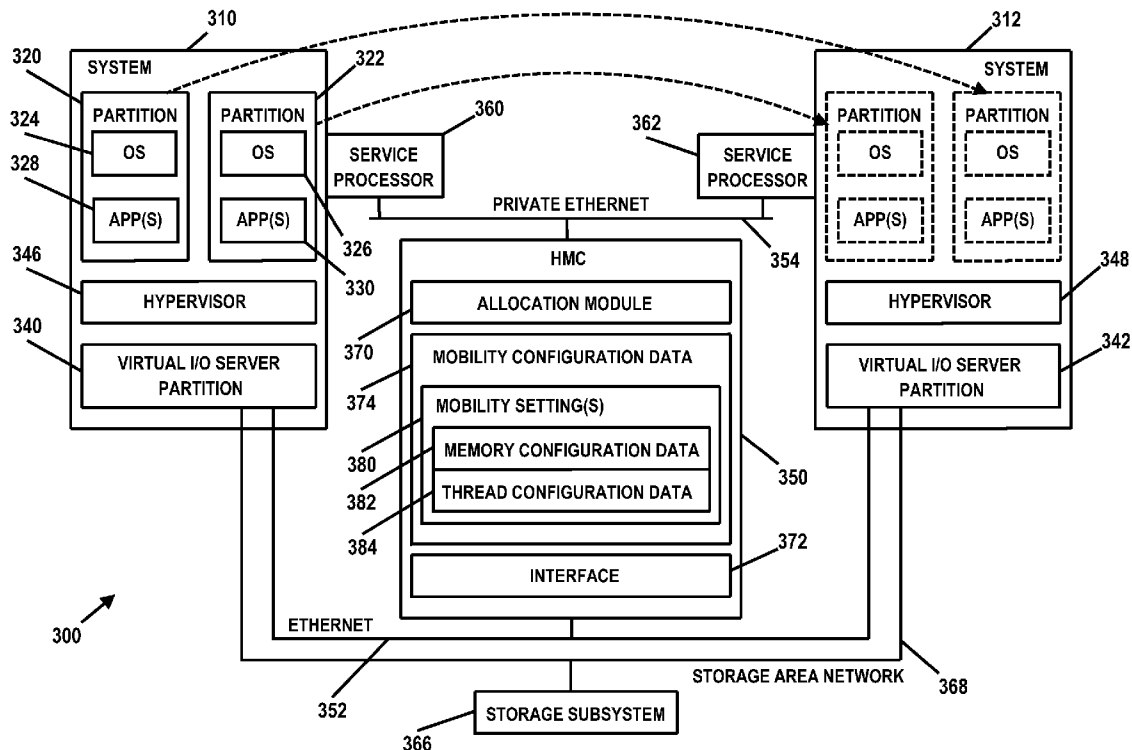 310
312
320
SYSTEM
322
SYSTEM
PARTITION
PARTITION
PARTITION
PARTITION
324
OS
OS
360
362
OS
OS
328
SERVICE
PROCESSOR
SERVICE
PROCESSOR
APP(S)
APP(S)
PRIVATE ETHERNET
APP(S)
APP(S)
326
354
346
330
HMC
348
HYPERVISOR
ALLOCATION MODULE
HYPERVISOR
340
370
342
VIRTUAL I/O SERVER
PARTITION
MOBILITY CONFIGURATION DATA
VIRTUAL I/O SERVER
PARTITION
374
MOBILITY SETTING(S)
380
MEMORY CONFIGURATION DATA
350
382
THREAD CONFIGURATION DATA
384
372
INTERFACE
300
ETHERNET
STORAGE AREA NETWORK
368
352
STORAGE SUBSYSTEM
366